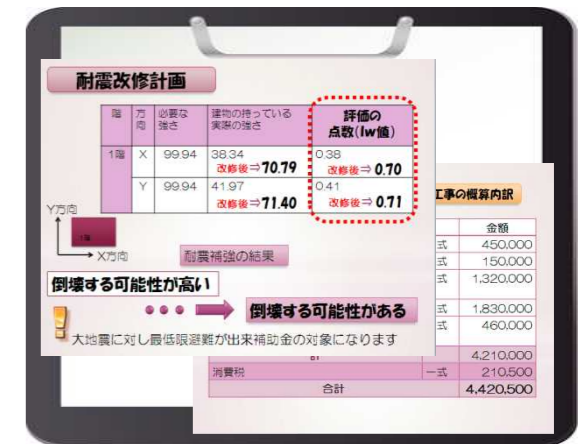 耐震改修計画
階 方向 必要な強さ 建物の持っている実際の強さ 評価の点数(Iw値)
1階 X 99.94 38.34 0.38
改修後⇒70.79 改修後⇒ 0.70
Y 99.94 41.97 0.41
改修後⇒71.40 改修後⇒ 0.71
Y方向
1階
X方向
耐震補強の結果
倒壊する可能性が高い
倒壊する可能性がある
!
大地震に対し最低限避難が出来補助金の対象になります
工事の概算内訳
金額
式 450,000
式 150,000
式 1,320,000
式 1,830,000
式 460,000
計 4,210,000
消費税 一式 210,500
合計 4,420,500